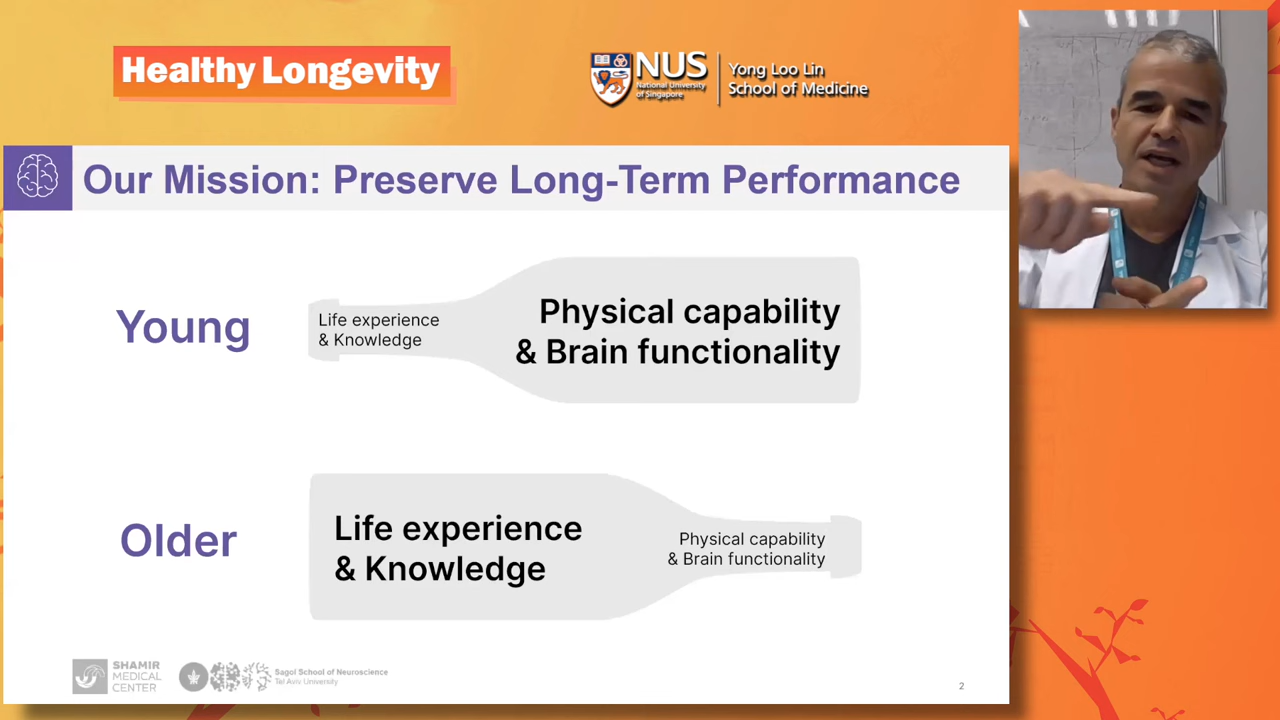 Healthy Longevity
NUS
National University
of Singapore
Yong Loo Lin
School of Medicine
Our Mission: Preserve Long-Term Performance
Young
Life experience
& Knowledge
Physical capability
& Brain functionality
Older
Life experience
& Knowledge
Physical capability
& Brain functionality
SHAMIR
MEDICAL
CENTER
Sagol School of Neuroscience
Tel Aviv University
2